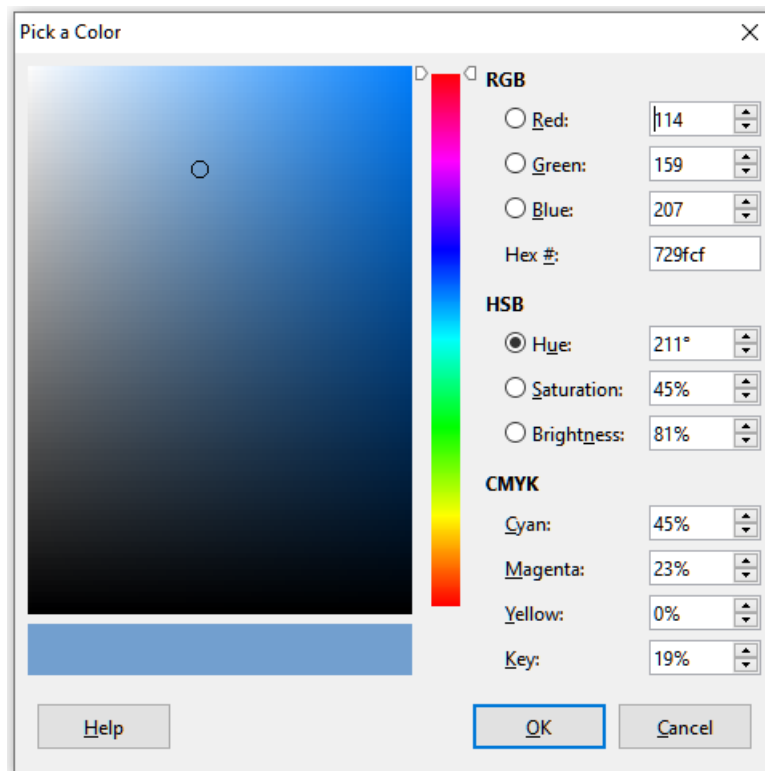 Pick a Color
RGB
Red: 114
Green: 159
Blue: 207
Hex #: 729fcf
HSB
Hue: 211°
Saturation: 45%
Brightness: 81%
CMYK
Cyan: 45%
Magenta: 23%
Yellow: 0%
Key: 19%
Help OK Cancel